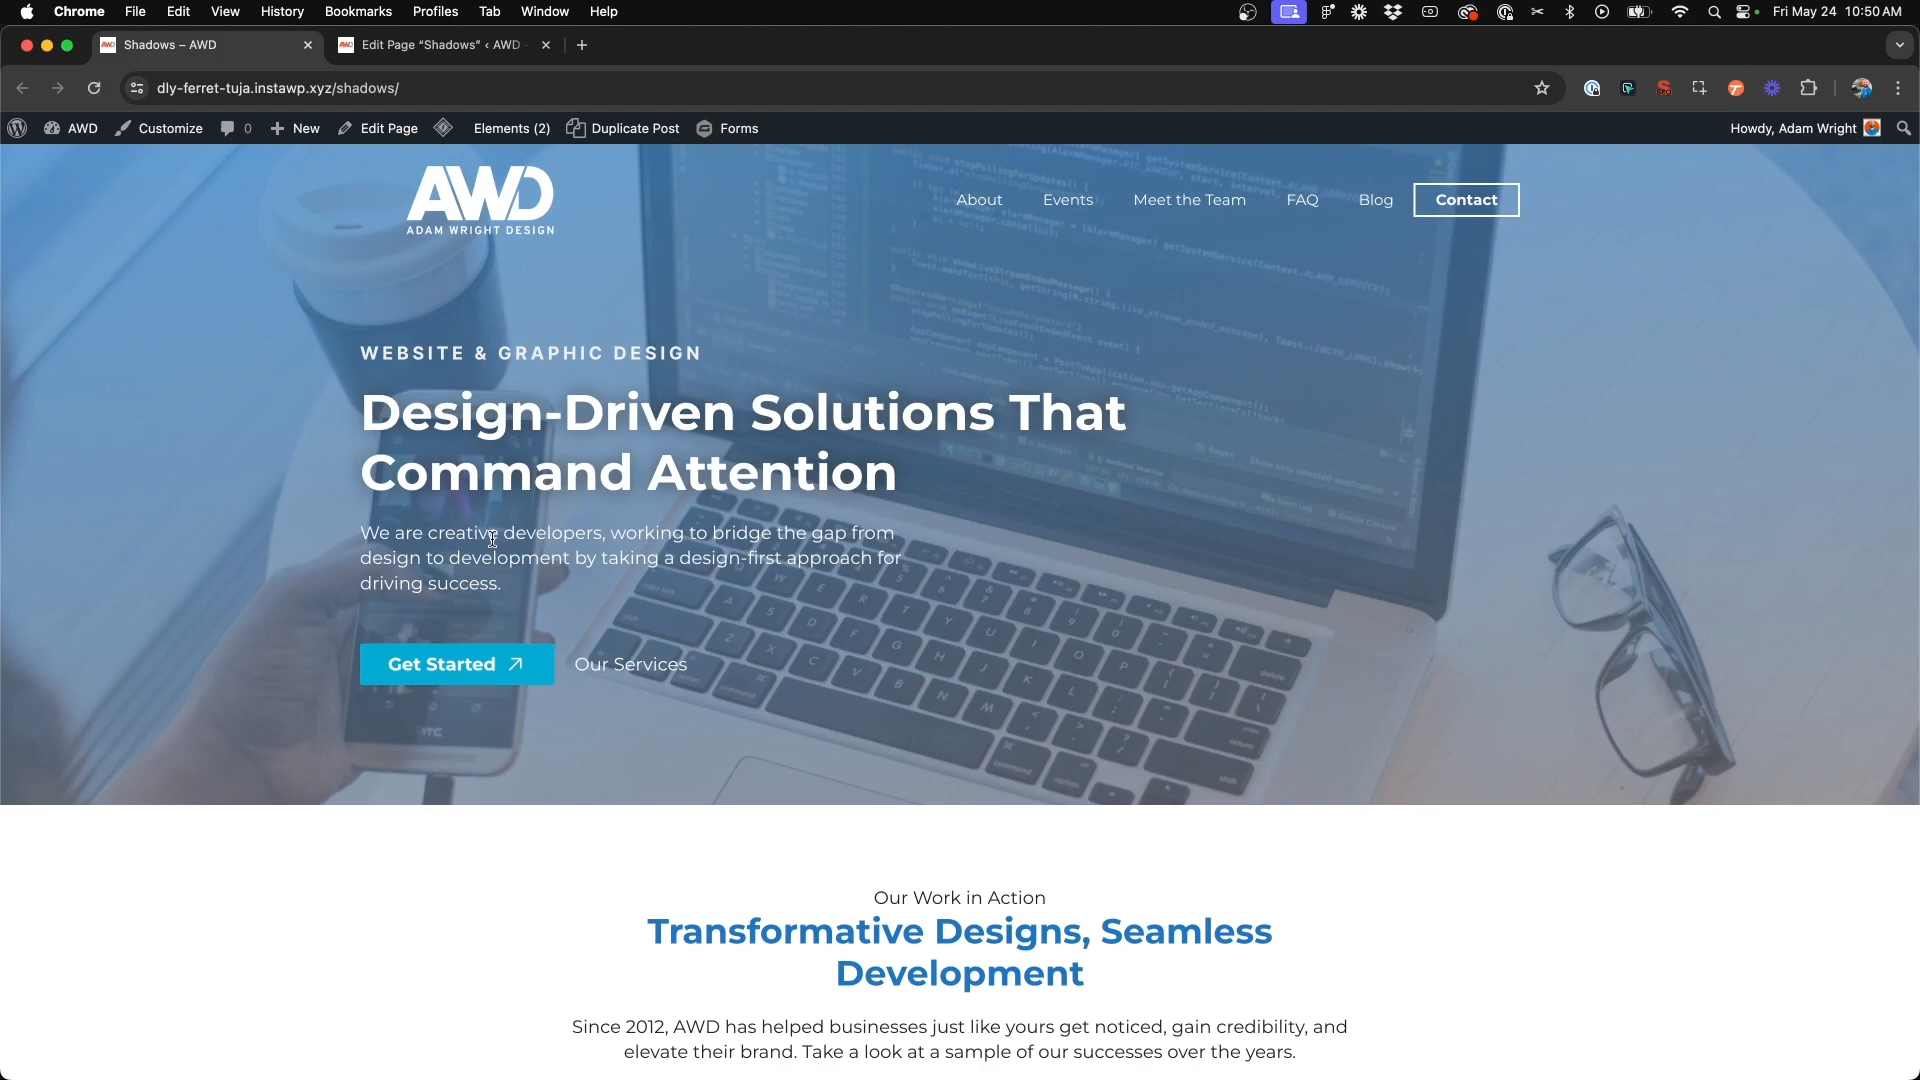 Chrome File Edit View History Bookmarks Profiles Tab Window Help
Fri May 24 10:50 AM
Shadows – AWD
Edit Page “Shadows” ‹ AWD
dly-ferret-tuja.instawp.xyz/shadows/
AWD Customize 0 New Edit Page Elements (2) Duplicate Post Forms
Howdy, Adam Wright
AWD
ADAM WRIGHT DESIGN
About Events Meet the Team FAQ Blog Contact
WEBSITE & GRAPHIC DESIGN
Design-Driven Solutions That
Command Attention
We are creative developers, working to bridge the gap from
design to development by taking a design-first approach for
driving success.
Get Started Our Services
Our Work in Action
Transformative Designs, Seamless
Development
Since 2012, AWD has helped businesses just like yours get noticed, gain credibility, and
elevate their brand. Take a look at a sample of our successes over the years.